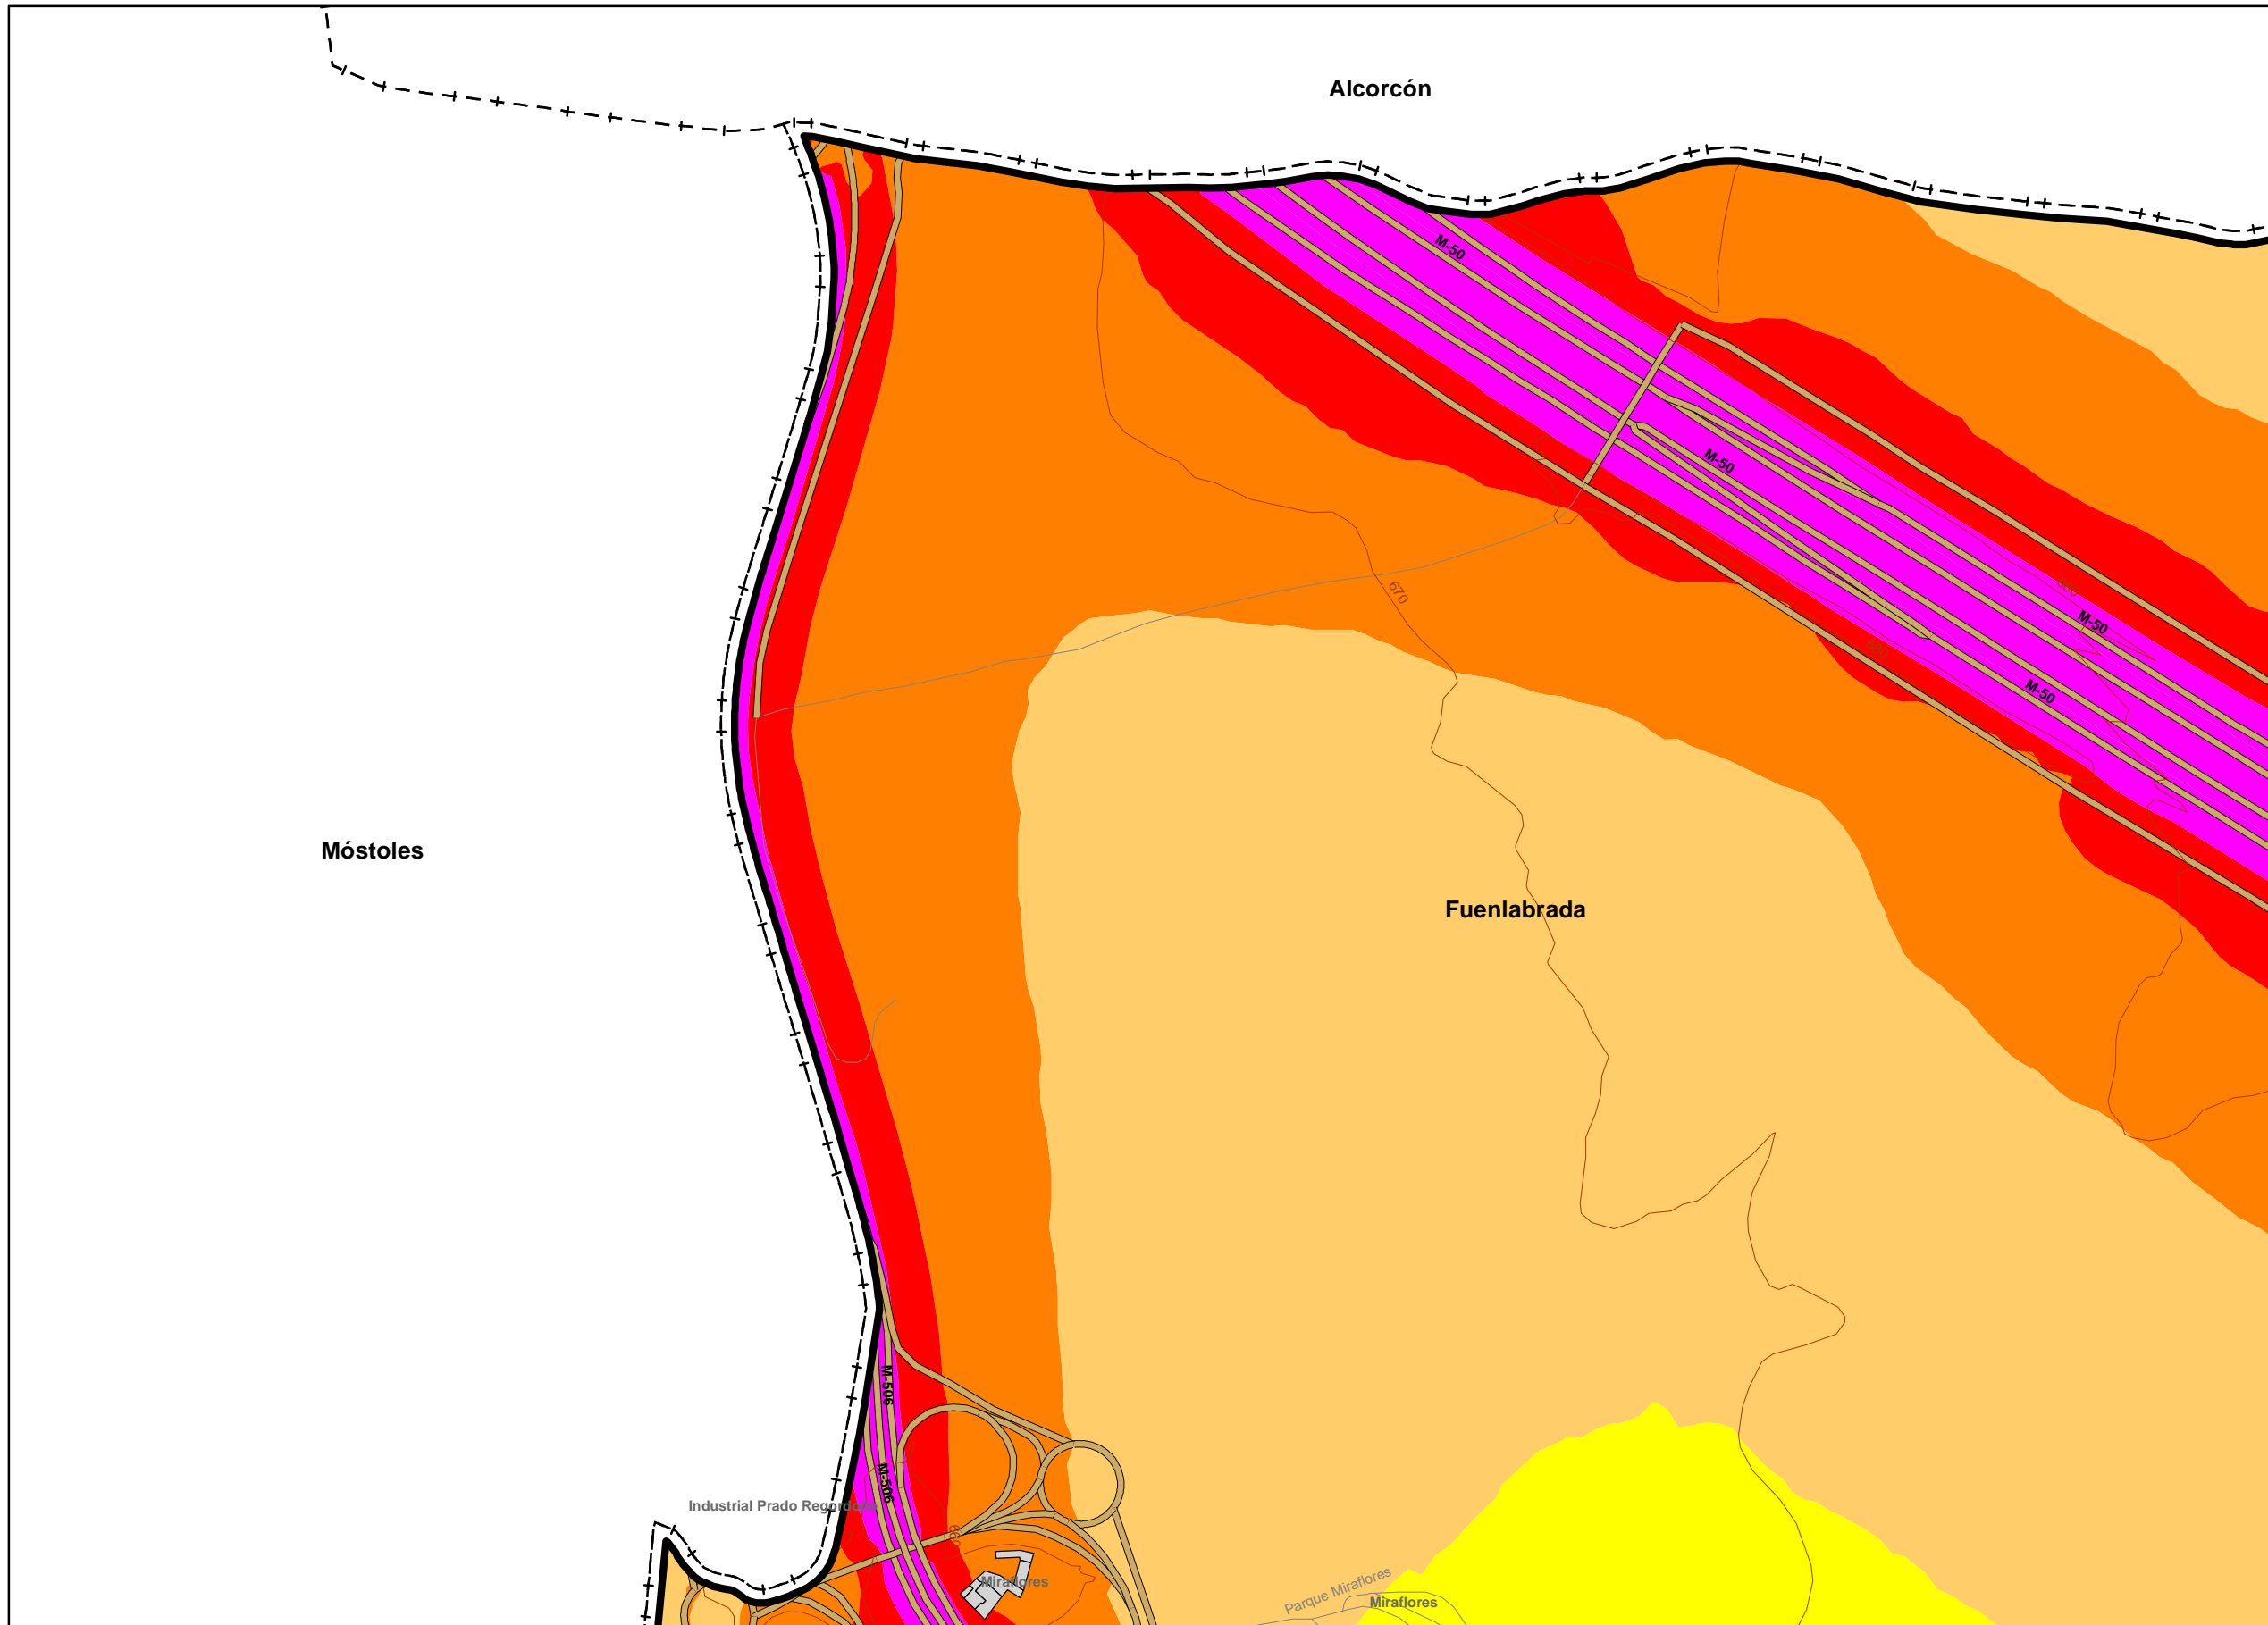 Alcorcón
M-50
M-50
670
M-50
M-50
Móstoles
Fuenlabrada
M-506
M-506
Industrial Prado Regordoño
Miraflores
Parque Miraflores
Miraflores